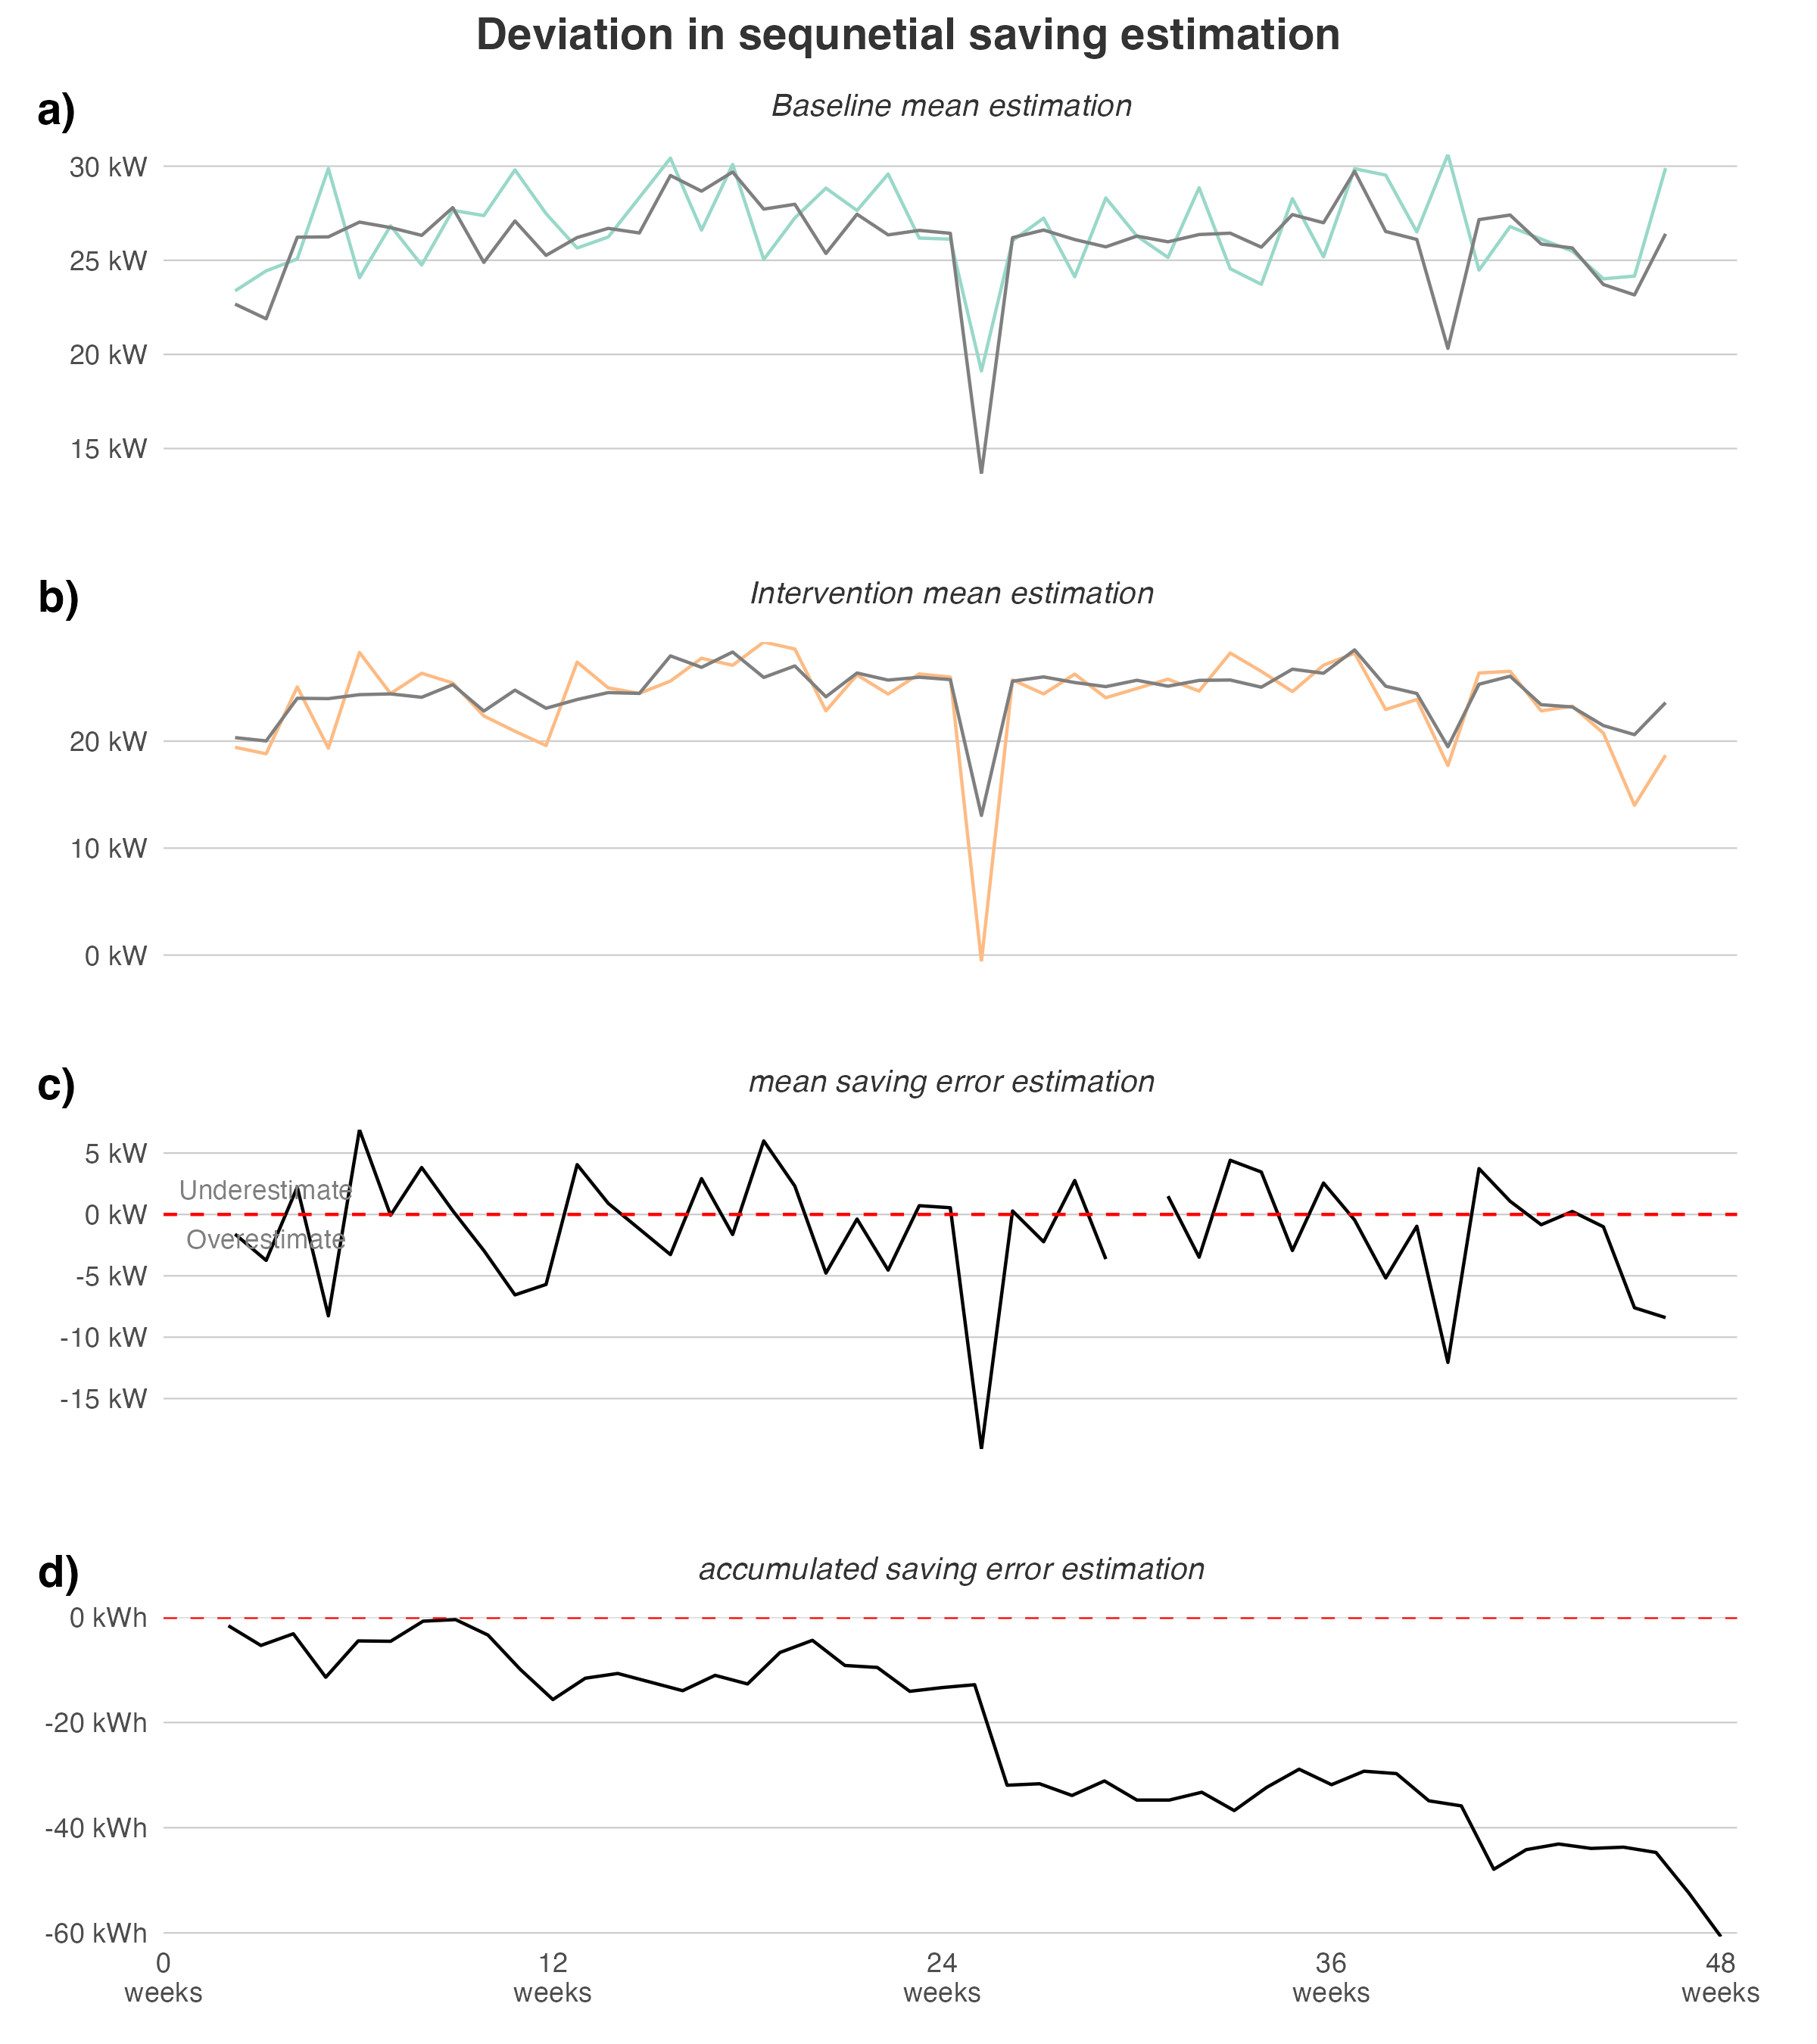 Deviation in sequnetial saving estimation
a)
Baseline mean estimation
30 kW
25 kW
20 kW
15 kW
b)
Intervention mean estimation
20 kW
10 kW
0 kW
c)
mean saving error estimation
5 kW
Underestimate
0 kW
Overestimate
-5 kW
-10 kW
-15 kW
d)
accumulated saving error estimation
0 kWh
-20 kWh
-40 kWh
-60 kWh
0 12 24 36 48
weeks weeks weeks weeks weeks